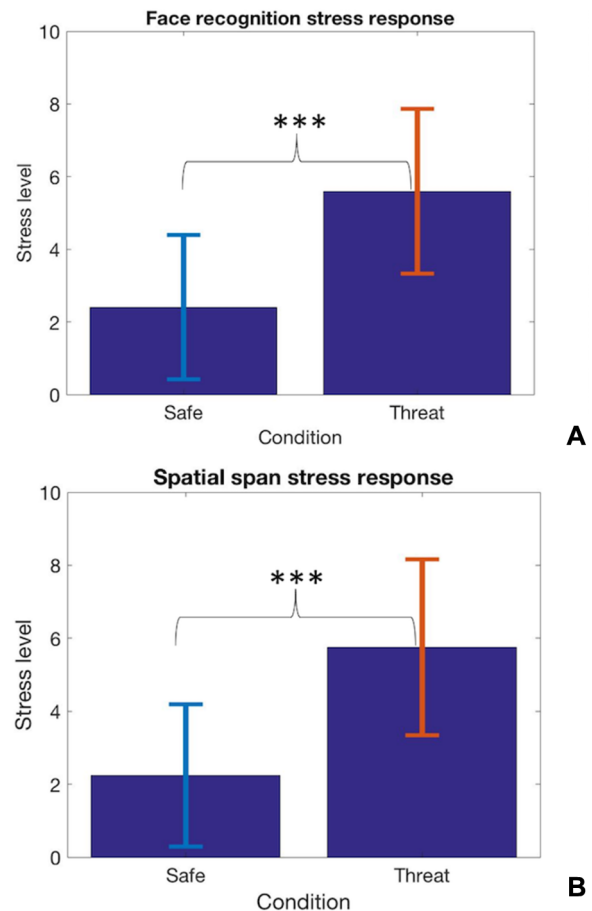 Face recognition stress response
10
8
6
4
2
0
Stress level
***
Safe Threat
Condition
A
Spatial span stress response
10
8
6
4
2
0
Stress level
***
Safe Threat
Condition
B